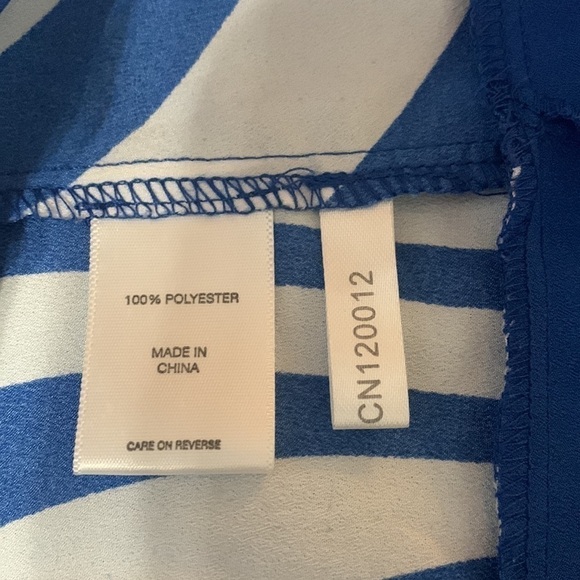 100% POLYESTER
MADE IN
CHINA
CARE ON REVERSE
CN120012